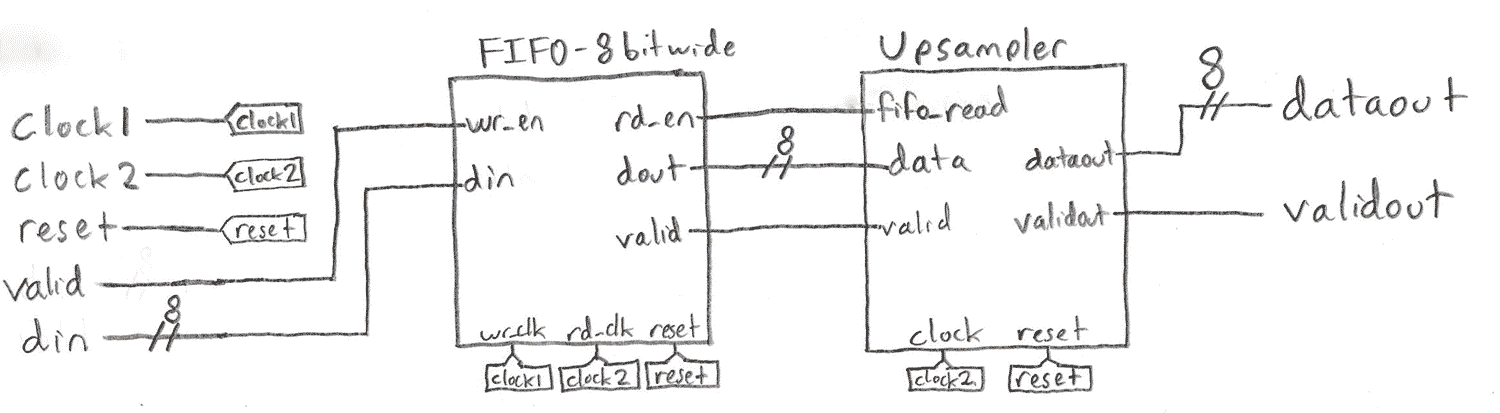 FIFO-8bitwide
Upsampler
Clock1
clock1
Clock2
clock2
reset
reset
valid
din
8
wr_en
din
rd_en
dout
valid
wr_clk
rd_clk
reset
clock1
clock2
reset
8
fifo_read
data
valid
dataout
validout
clock
reset
clock2
reset
8
dataout
validout